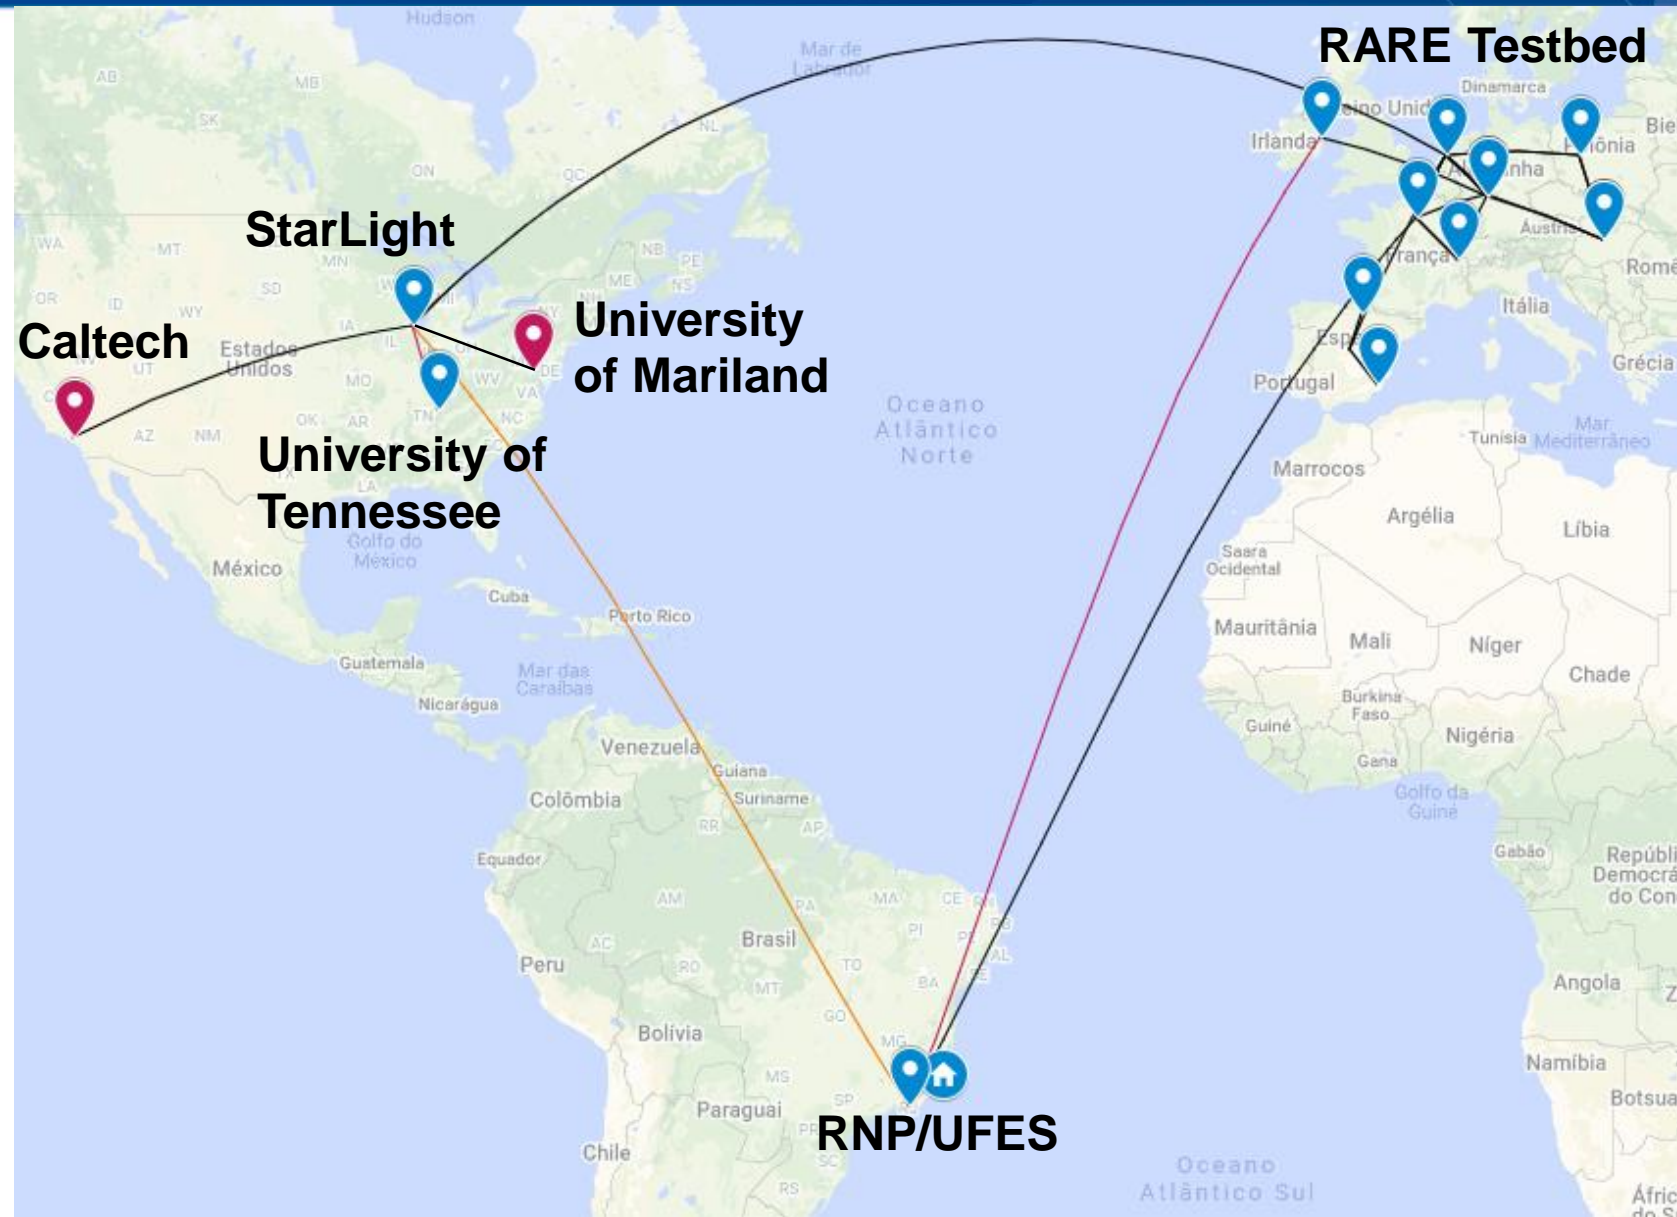 Hudson
RARE Testbed
Mar de
Labrador
Dinamarca
AB
MB
SK
NL
Irlanda
ON
QC
StarLight
WA
MT
MN
NB
PE
ME
NS
OR
ID
SD
WY
University
of Mariland
Caltech
Estados
Unidos
IA
IL
NY
DE
UT
MO
WV
VA
Itália
Grécia
Portugal
Oceano
Atlântico
Norte
AZ
NM
OK
AR
TN
NC
Tunísia
Mar
Mediterrâneo
University of
Tennessee
LA
Marrocos
Golfo do
México
México
Argélia
Líbia
Saara
Ocidental
Cuba
Porto Rico
Mauritânia
Mali
Níger
Chade
Guatemala
Mar das
Caraíbas
Nicarágua
Burkina
Faso
Guiné
Nigéria
Gana
Venezuela
Guiana
Suriname
Colômbia
RR
AP
Golfo da
Guiné
Equador
Gabão
AM
PA
MA
CE
RN
PB
PI
AL
Brasil
AC
RO
TO
BA
MT
Peru
Angola
GO
Bolívia
MG
MS
SP
Namíbia
Paraguai
RNP/UFES
Chile
PR
SC
RS
Oceano
Atlântico Sul